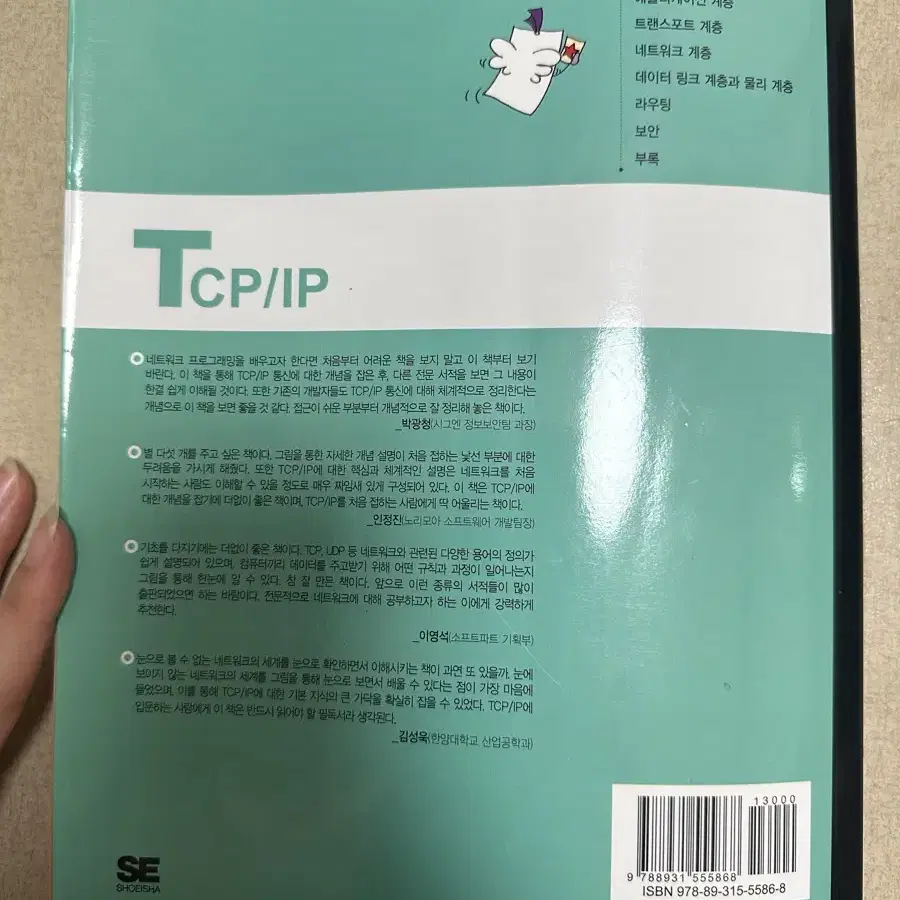 애플리케이션 계층
트랜스포트 계층
네트워크 계층
데이터 링크 계층과 물리 계층
라우팅
보안
부록
TCP/IP
네트워크 프로그래밍을 배우고자 한다면 처음부터 어려운 책을 보지 말고 이 책부터 보기
바란다. 이 책을 통해 TCP/IP 통신에 대한 개념을 잡은 후, 다른 전문 서적을 보면 그 내용이
한결 쉽게 이해될 것이다. 또한 기존의 개발자들도 TCP/IP 통신에 대해 체계적으로 정리한다는
개념으로 이 책을 보면 좋을 것 같다. 접근이 쉬운 부분부터 개념적으로 잘 정리해 놓은 책이다.
_박광청(시그엔 정보보안팀 과장)
별 다섯 개를 주고 싶은 책이다. 그림을 통한 자세한 개념 설명이 처음 접하는 낯선 부분에 대한
두려움을 가시게 해줬다. 또한 TCP/IP에 대한 핵심과 체계적인 설명은 네트워크를 처음
시작하는 사람도 이해할 수 있을 정도로 매우 짜임새 있게 구성되어 있다. 이 책은 TCP/IP에
대한 개념을 잡기에 더없이 좋은 책이며, TCP/IP를 처음 접하는 사람에게 딱 어울리는 책이다.
_인정진(노리모아 소프트웨어 개발팀장)
기초를 다지기에는 더없이 좋은 책이다. TCP, UDP 등 네트워크와 관련된 다양한 용어의 정의가
쉽게 설명되어 있으며, 컴퓨터끼리 데이터를 주고받기 위해 어떤 규칙과 과정이 일어나는지
그림을 통해 한눈에 알 수 있다. 참 잘 만든 책이다. 앞으로 이런 종류의 서적들이 많이
출판되었으면 하는 바람이다. 전문적으로 네트워크에 대해 공부하고자 하는 이에게 강력하게
추천한다.
_이영석(소프트파트 기획부)
눈으로 볼 수 없는 네트워크의 세계를 눈으로 확인하면서 이해시키는 책이 과연 또 있을까. 눈에
보이지 않는 네트워크의 세계를 그림을 통해 눈으로 보면서 배울 수 있다는 점이 가장 마음에
들었으며, 이를 통해 TCP/IP에 대한 기본 지식의 큰 가닥을 확실히 잡을 수 있었다. TCP/IP에
입문하는 사람에게 이 책은 반드시 읽어야 할 필독서라 생각된다.
_김성욱(한양대학교 산업공학과)
13000
9 788931 555868
ISBN 978-89-315-5586-8
SE
SHOEISHA